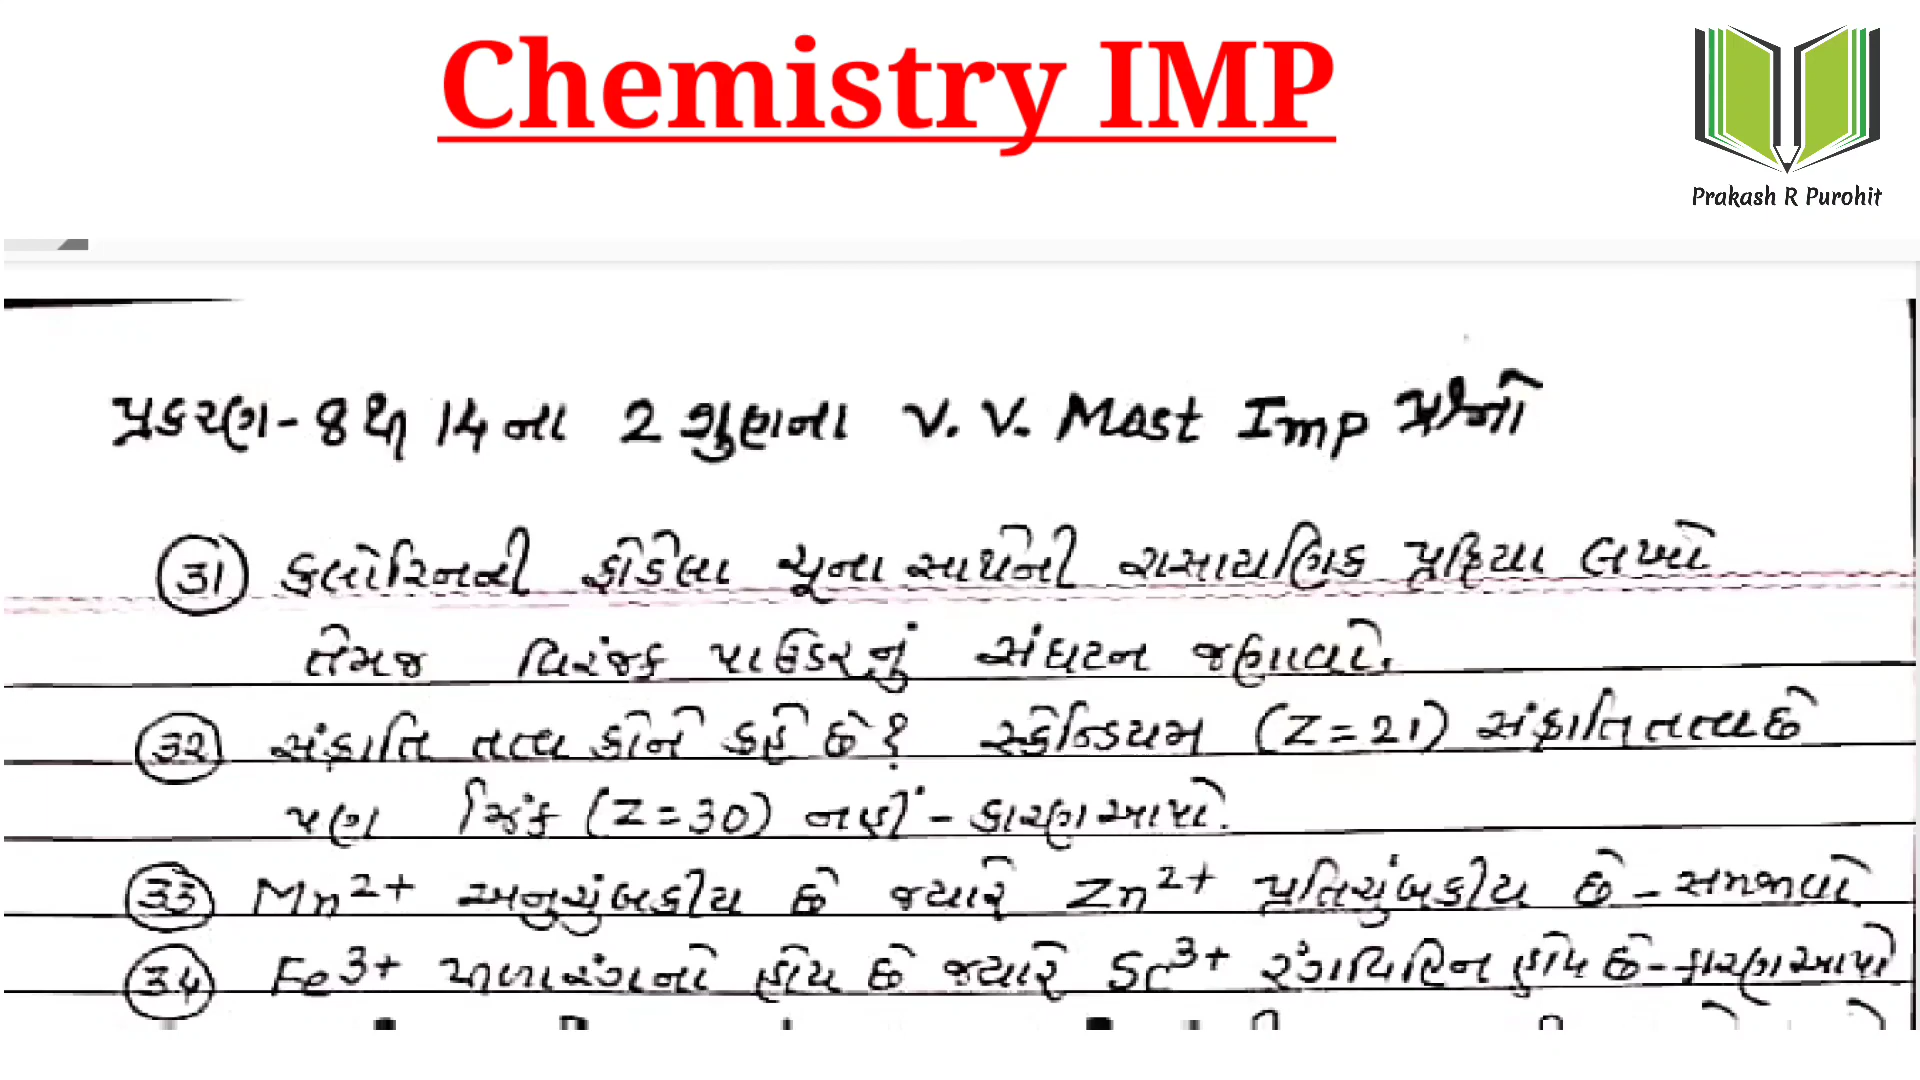 Chemistry IMP
Prakash R Purohit
પ્રકરણ - 8 થી 14 ના 2 ગુણના V. V. Most Imp પ્રશ્નો
(31) ક્લોરિનની ફોડેલા ચૂના સાથેની રાસાયણિક પ્રક્રિયા લખો
તેમજ વિરંજક પાઉડરનું સંઘટન જણાવો.
(32) સંક્રાંતિ તત્વ કોને કહે છે? સ્કેન્ડિયમ (Z=21) સંક્રાંતિ તત્વ છે
પણ ઝિંક (Z=30) નહીં - કારણ આપો.
(33) Mn²⁺ અનુચુંબકીય છે જ્યારે Zn²⁺ પ્રતિચુંબકીય છે - સમજાવો
(34) Fe³⁺ પીળા રંગનો હોય છે જ્યારે Sc³⁺ રંગવિહિન હોય છે - કારણ આપો